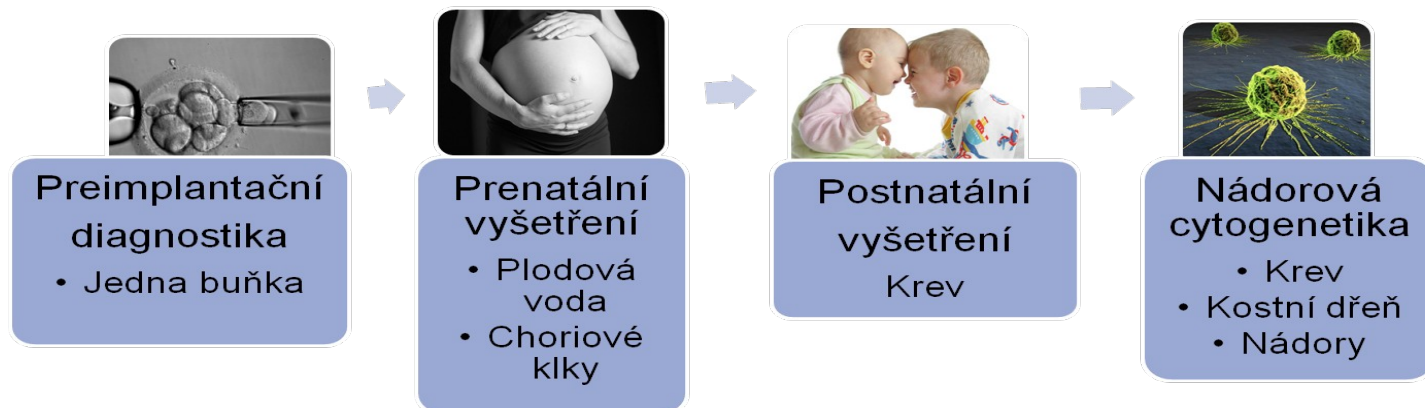 Preimplantační
diagnostika
• Jedna buňka
Prenatální
vyšetření
• Plodová
voda
• Choriové
klky
Postnatální
vyšetření
Krev
Nádorová
cytogenetika
• Krev
• Kostní dřeň
• Nádory